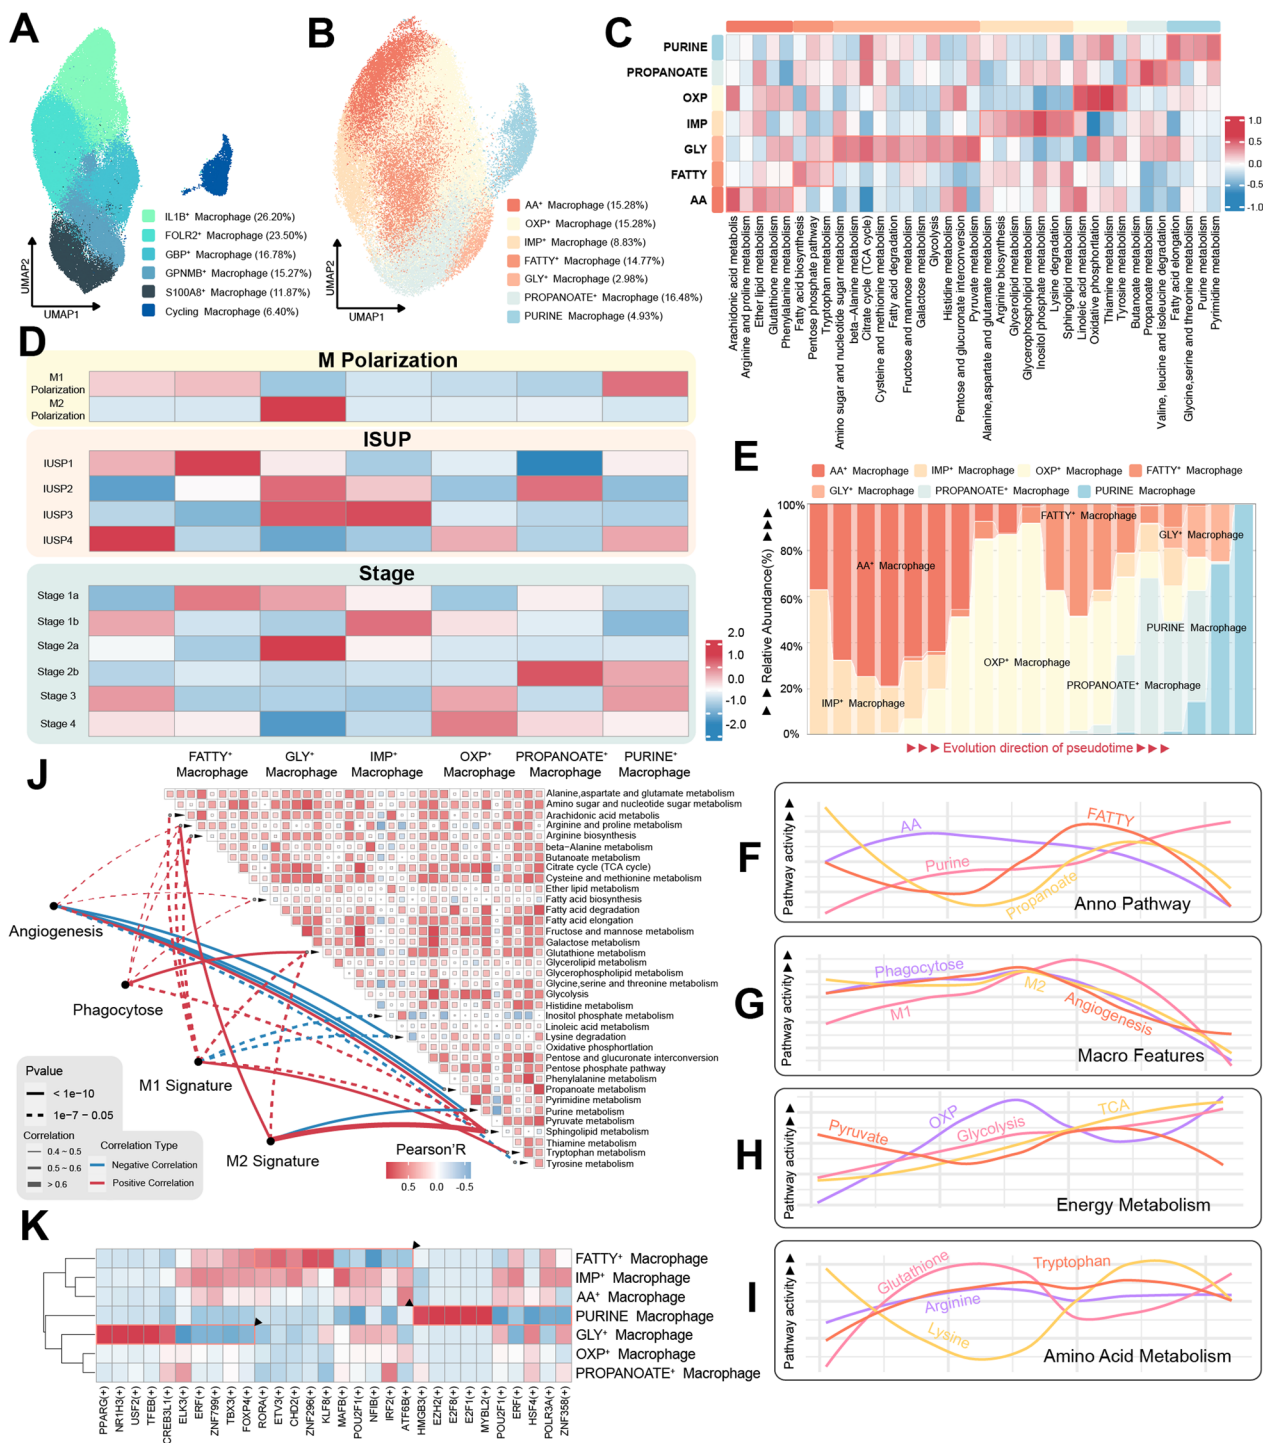 A
UMAP2
UMAP1
IL1B+ Macrophage (26.20%)
FOLR2+ Macrophage (23.50%)
GBP+ Macrophage (16.78%)
GPNMB+ Macrophage (15.27%)
S100A8+ Macrophage (11.87%)
Cycling Macrophage (6.40%)
B
UMAP2
UMAP1
AA+ Macrophage (15.28%)
OXP+ Macrophage (15.28%)
IMP+ Macrophage (8.83%)
FATTY+ Macrophage (14.77%)
GLY+ Macrophage (2.98%)
PROPANOATE+ Macrophage (16.48%)
PURINE Macrophage (4.93%)
C
PURINE
PROPANOATE
OXP
IMP
GLY
FATTY
AA
1.0
0.5
0.0
-0.5
-1.0
Arachidonic acid metabolis
Arginine and proline metabolism
Ether lipid metabolism
Glutathione metabolism
Phenylalanine metabolism
Fatty acid biosynthesis
Pentose phosphate pathway
Tryptopham metabolism
Amino sugar and nucleotide sugar metabolism
beta-Alanine metabolism
Citrate cycle (TCA cycle)
Cysteine and methionine metabolism
Fatty acid degradation
Fructose and mannose metabolism
Galactose metabolism
Glycolysis
Histidine metabolism
Pentose and glucuronate interconversion
Pyruvate metabolism
Alanine,aspartate and glutamate metabolism
Arginine biosynthesis
Glycerolipid metabolism
Glycerophospholipid metabolism
Inositol phosphate metabolism
Lysine degradation
Sphingolipid metabolism
Linoleic acid metabolism
Oxidative phosphortlation
Thiamine metabolism
Tyrosine metabolism
Butanoate metabolism
Propanoate metabolism
Valine, leucine and isoleucine degradation
Fatty acid elongation
Glycine,serine and threonine metabolism
Purine metabolism
Pyrimidine metabolism
D
M Polarization
M1 Polarization
M2 Polarization
ISUP
IUSP1
IUSP2
IUSP3
IUSP4
Stage
Stage 1a
Stage 1b
Stage 2a
Stage 2b
Stage 3
Stage 4
2.0
1.0
0.0
-1.0
-2.0
FATTY+ Macrophage
GLY+ Macrophage
IMP+ Macrophage
OXP+ Macrophage
PROPANOATE+ Macrophage
PURINE+ Macrophage
E
AA+ Macrophage
IMP+ Macrophage
OXP+ Macrophage
FATTY+ Macrophage
GLY+ Macrophage
PROPANOATE+ Macrophage
PURINE Macrophage
Relative Abundance(%)
100%
80%
60%
40%
20%
0%
FATTY+ Macrophage
GLY+ Macrophage
AA+ Macrophage
PURINE Macrophage
OXP+ Macrophage
PROPANOATE+ Macrophage
IMP+ Macrophage
Evolution direction of pseudotime
J
Alanine,aspartate and glutamate metabolism
Amino sugar and nucleotide sugar metabolism
Arachidonic acid metabolis
Arginine and proline metabolism
Arginine biosynthesis
beta-Alanine metabolism
Butanoate metabolism
Citrate cycle (TCA cycle)
Cysteine and methionine metabolism
Ether lipid metabolism
Fatty acid biosynthesis
Fatty acid degradation
Fatty acid elongation
Fructose and mannose metabolism
Galactose metabolism
Glutathione metabolism
Glycerolipid metabolism
Glycerophospholipid metabolism
Glycine,serine and threonine metabolism
Glycolysis
Histidine metabolism
Inositol phosphate metabolism
Linoleic acid metabolism
Lysine degradation
Oxidative phosphortlation
Pentose and glucuronate interconversion
Pentose phosphate pathway
Phenylalanine metabolism
Propanoate metabolism
Pyrimidine metabolism
Purine metabolism
Pyruvate metabolism
Sphingolipid metabolism
Thiamine metabolism
Tryptophan metabolism
Tyrosine metabolism
Angiogenesis
Phagocytose
M1 Signature
M2 Signature
Pvalue
< 1e-10
1e-7 - 0.05
Correlation
0.4 ~ 0.5
0.5 ~ 0.6
> 0.6
Correlation Type
Negative Correlation
Positive Correlation
Pearson'R
0.5
0.0
-0.5
F
Pathway activity
AA
FATTY
Purine
Propanoate
Anno Pathway
G
Pathway activity
Phagocytose
M2
M1
Angiogenesis
Macro Features
H
Pathway activity
OXP
TCA
Pyruvate
Glycolysis
Energy Metabolism
I
Pathway activity
Glutathione
Tryptophan
Arginine
Lysine
Amino Acid Metabolism
K
FATTY+ Macrophage
IMP+ Macrophage
AA+ Macrophage
PURINE Macrophage
GLY+ Macrophage
OXP+ Macrophage
PROPANOATE+ Macrophage
PPARG(+)
NR1H3(+)
USF2(+)
TFEB(+)
CREB3L1(+)
ELK3(+)
ERF(+)
ZNF799(+)
TBX3(+)
FOXP4(+)
RORA(+)
ETV3(+)
CHD2(+)
ZNF296(+)
KLF8(+)
MAFB(+)
POU2F1(+)
NFIB(+)
IRF2(+)
ATF6B(+)
HMGB3(+)
EZH2(+)
E2F8(+)
E2F1(+)
MYBL2(+)
POU2F1(+)
ERF(+)
HSF4(+)
POLR3A(+)
ZNF358(+)